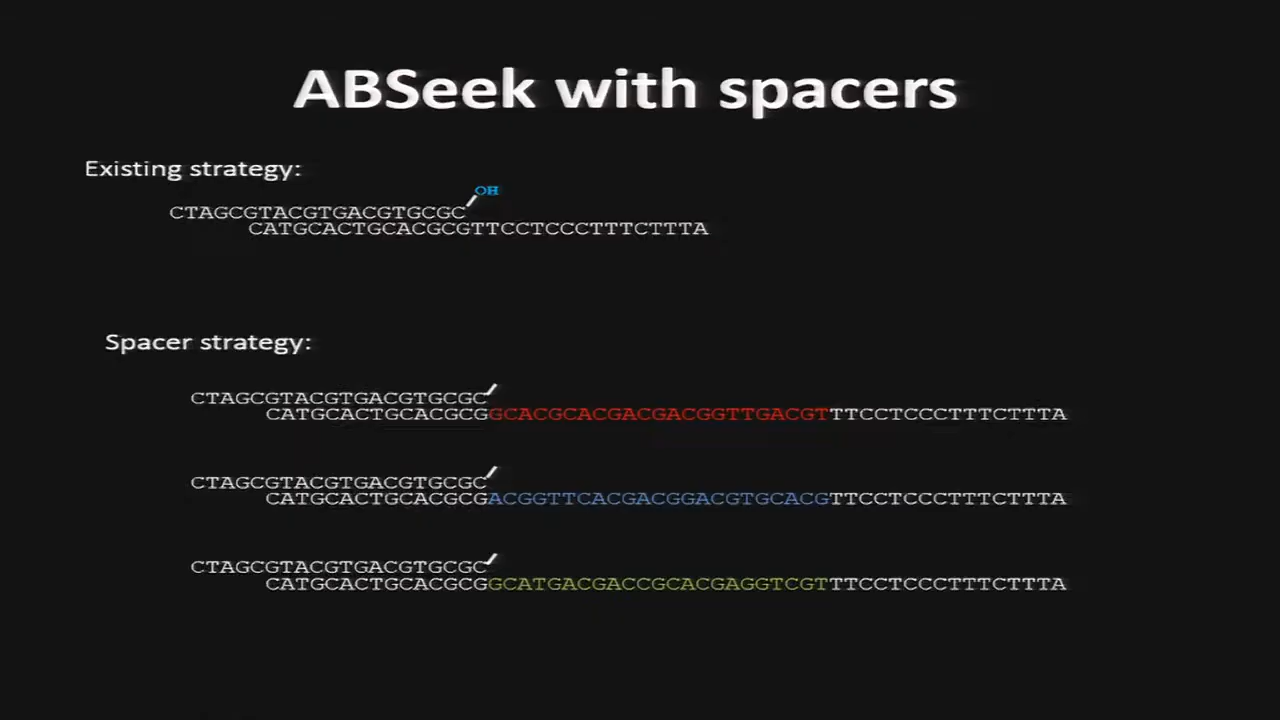 ABSeek with spacers
Existing strategy:
OH
CTAGCGTACGTGACGTGCGC
CATGCACTGCACGCGTTCCTCCCTTTCTTTA
Spacer strategy:
CTAGCGTACGTGACGTGCGC
CATGCACTGCACGCGGCACGCACGACGACGGTTGACGTTTCCTCCCTTTCTTTA
CTAGCGTACGTGACGTGCGC
CATGCACTGCACGCGACGGTTCACGACGGACGTGCACGTTCCTCCCTTTCTTTA
CTAGCGTACGTGACGTGCGC
CATGCACTGCACGCGGCATGACGACCGCACGAGGTCGTTTCCTCCCTTTCTTTA